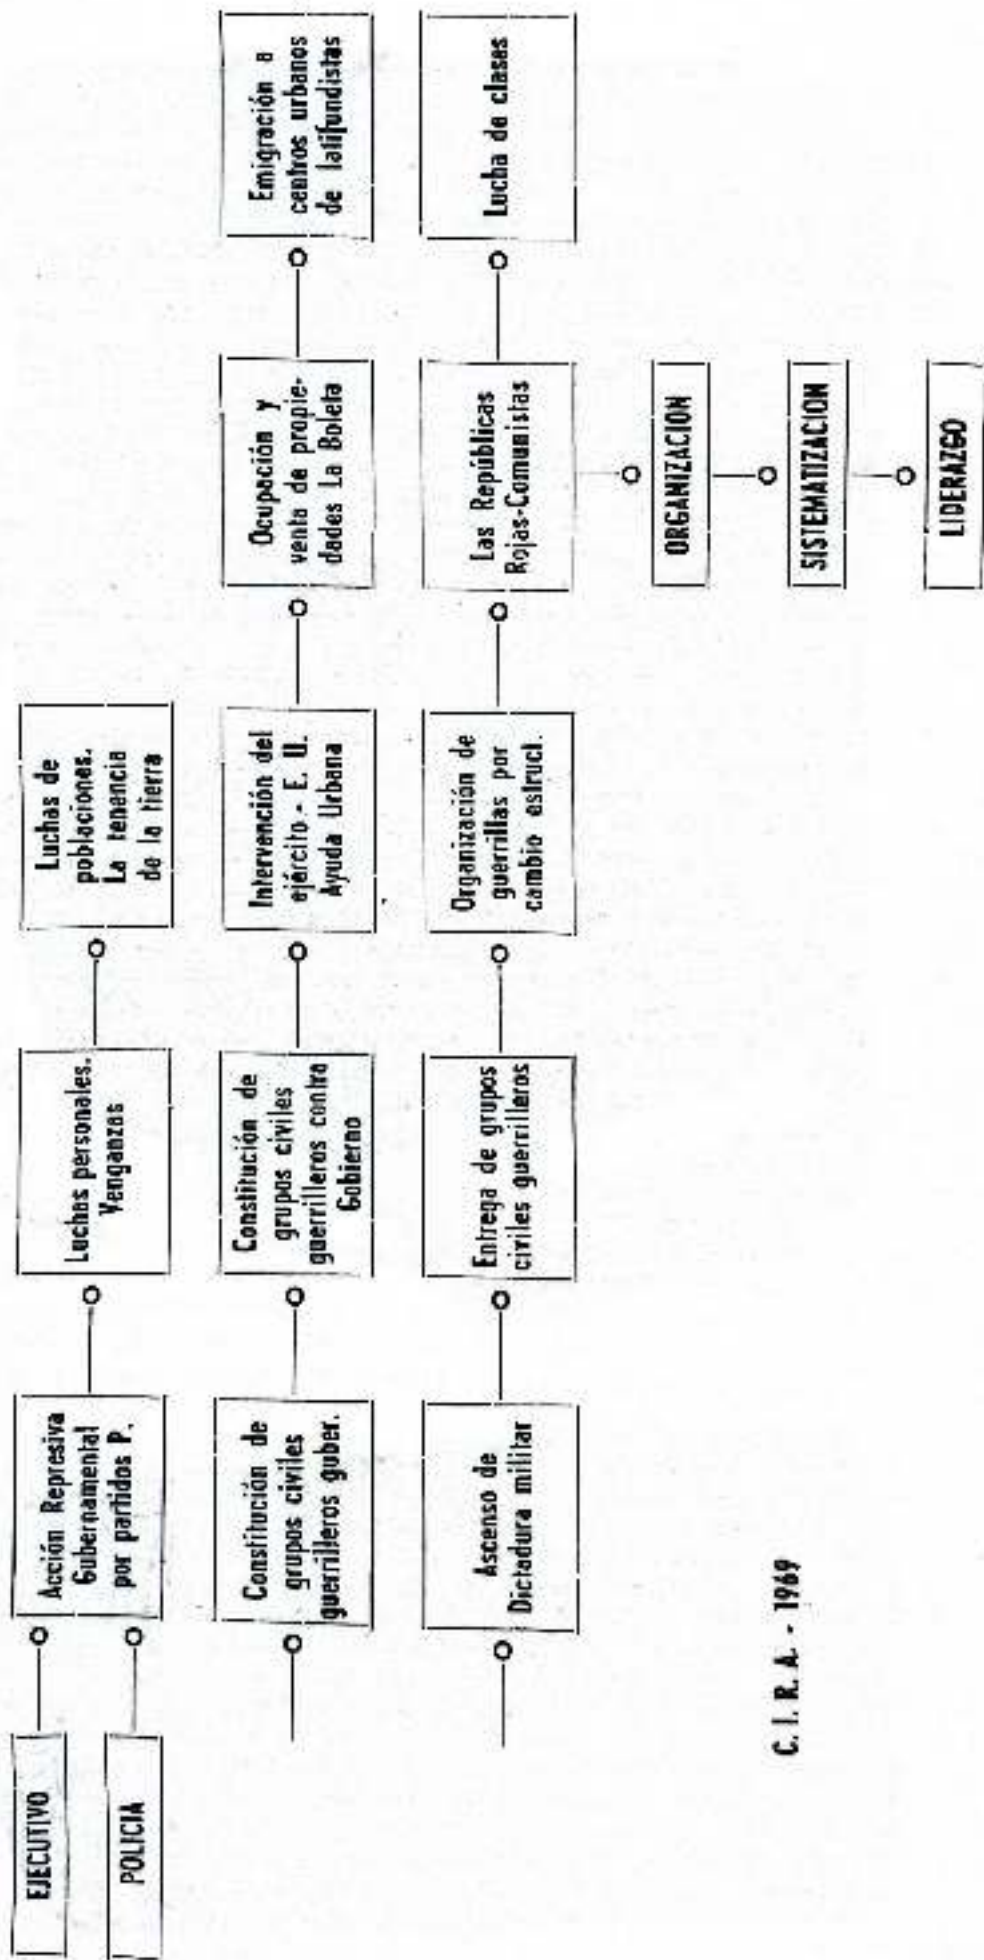 EJECUTIVO
POLICIA
Acción Represiva
Gubernamental
por partidos P.
Luchas personales.
Venganzas
Luchas de
poblaciones.
La tenencia
de la tierra
Constitución de
grupos civiles
guerrilleros guber.
Constitución de
grupos civiles
guerrilleros contra
Gobierno
Intervención del
ejército.- E. U.
Ayuda Urbana
Ocupación y
venta de propie-
dades La Boleta
Emigración a
centros urbanos
de latifundistas
Ascenso de
Dictadura militar
Entrega de grupos
civiles guerrilleros
Organización de
guerrillas por
cambio estruct.
Las Repúblicas
Rojas-Comunistas
Lucha de clases
ORGANIZACION
SISTEMATIZACION
LIDERAZGO
C. I. R. A. - 1969